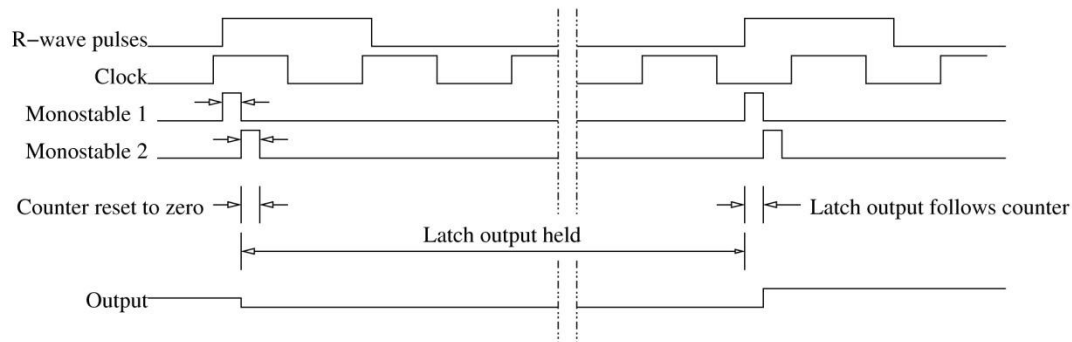 R−wave pulses
Clock
Monostable 1
Monostable 2
Counter reset to zero
Latch output follows counter
Latch output held
Output